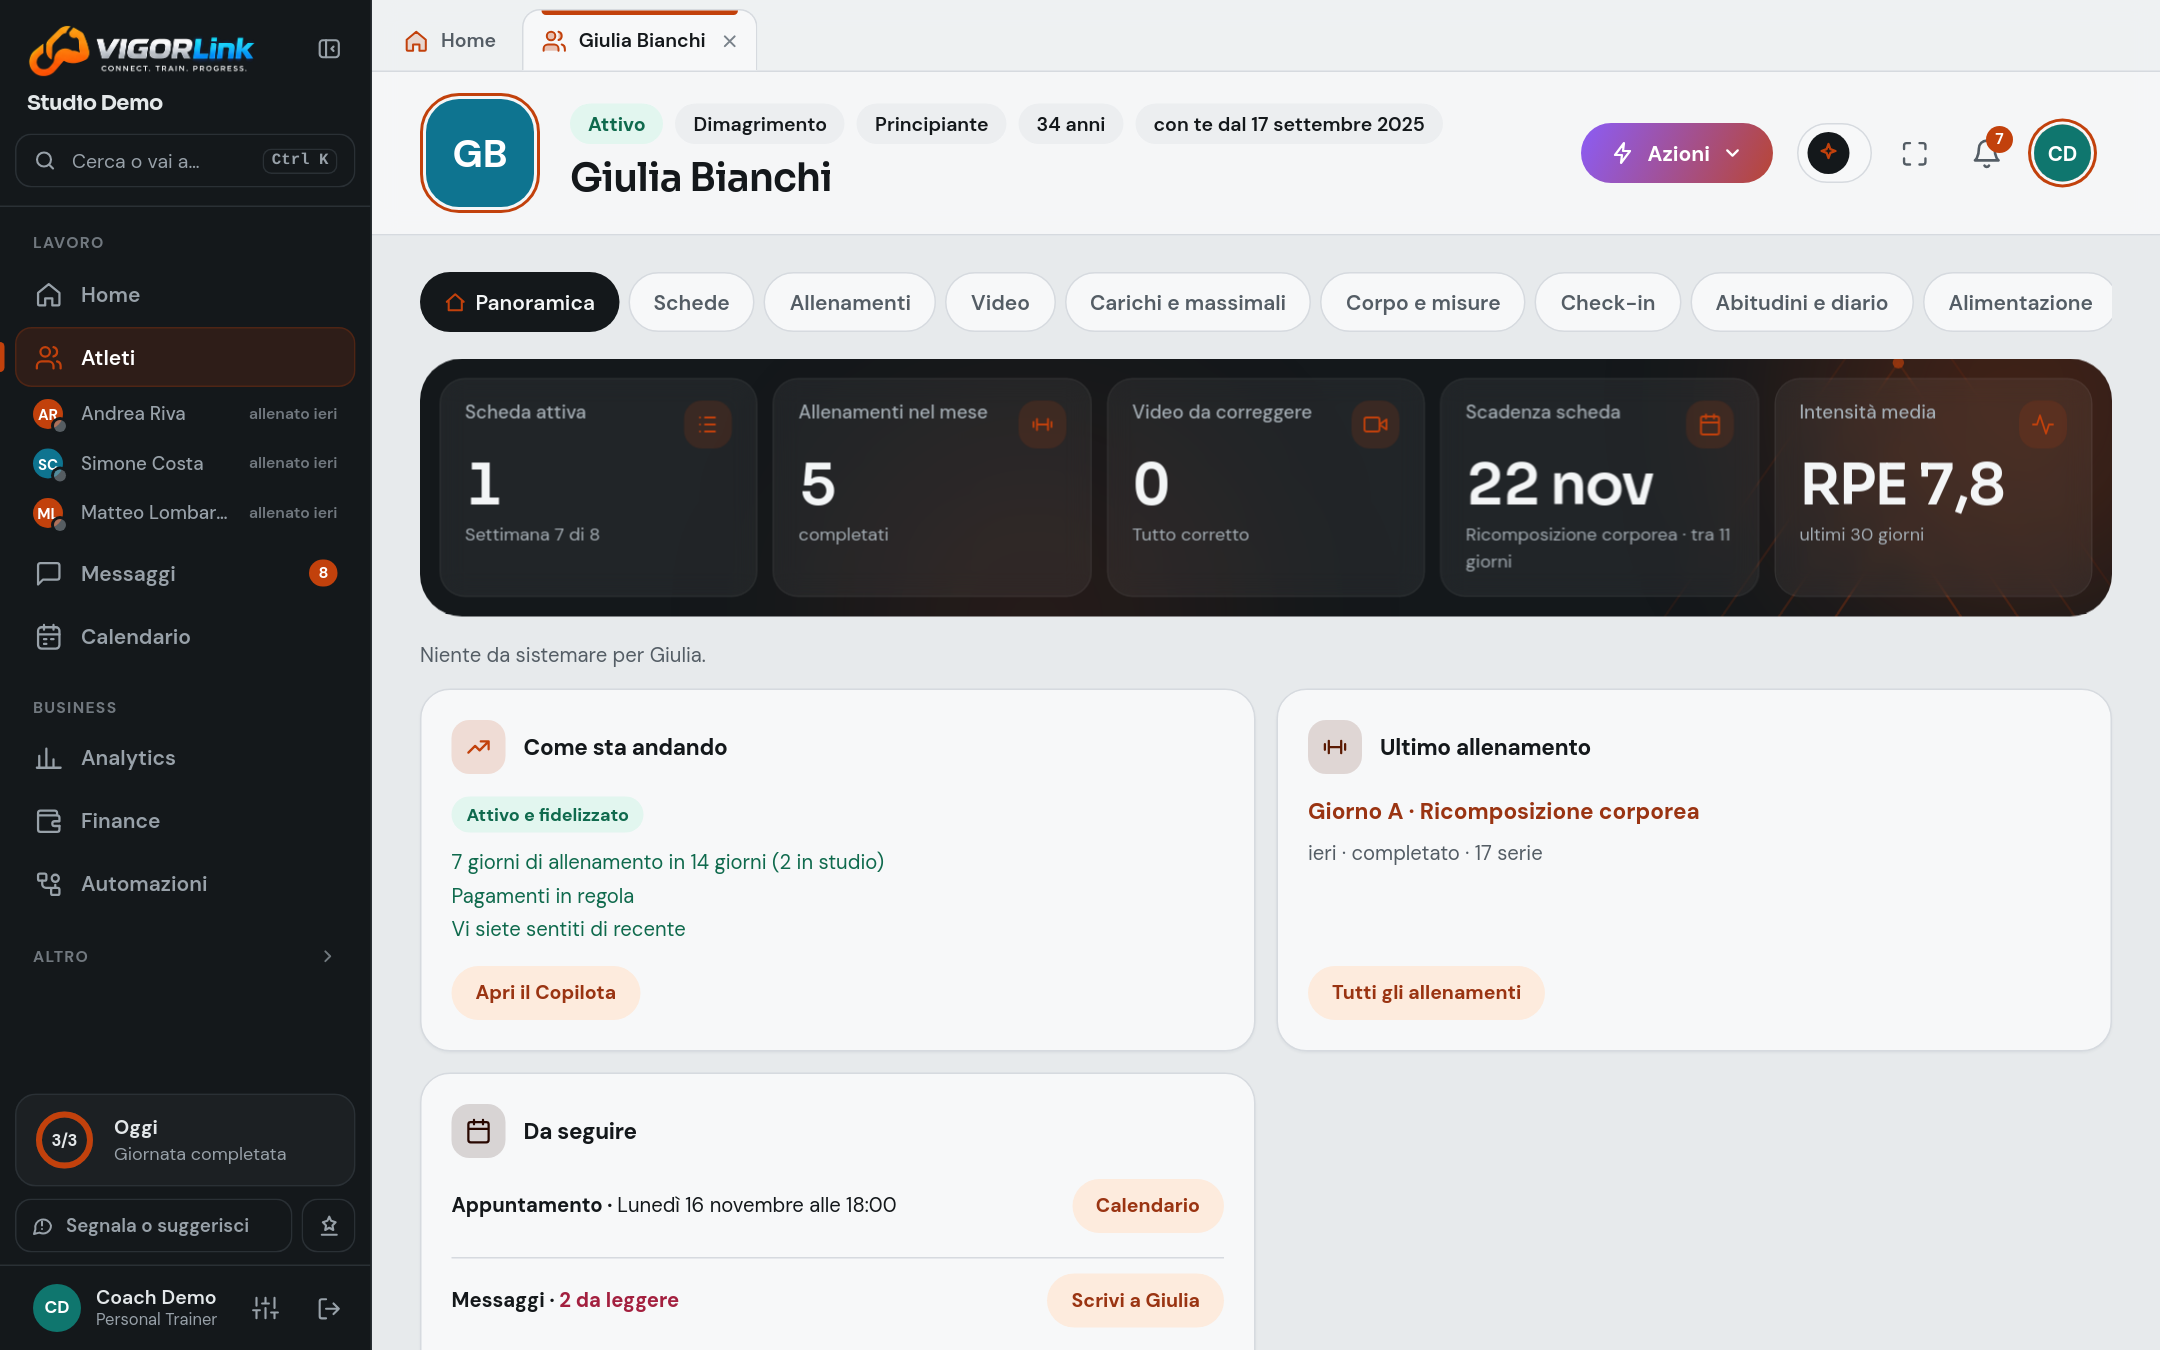 VIGORLink
CONNECT. TRAIN. PROGRESS.
Studio Demo
Cerca o vai a...
Ctrl K
LAVORO
Home
Atleti
AR Andrea Riva allenato ieri
SC Simone Costa allenato ieri
ML Matteo Lombar... allenato ieri
Messaggi 8
Calendario
BUSINESS
Analytics
Finance
Automazioni
ALTRO
3/3
Oggi
Giornata completata
Segnala o suggerisci
CD
Coach Demo
Personal Trainer
Home
Giulia Bianchi
GB
Attivo
Dimagrimento
Principiante
34 anni
con te dal 17 settembre 2025
Giulia Bianchi
Azioni
7
CD
Panoramica
Schede
Allenamenti
Video
Carichi e massimali
Corpo e misure
Check-in
Abitudini e diario
Alimentazione
Scheda attiva
1
Settimana 7 di 8
Allenamenti nel mese
5
completati
Video da correggere
0
Tutto corretto
Scadenza scheda
22 nov
Ricomposizione corporea · tra 11
giorni
Intensità media
RPE 7,8
ultimi 30 giorni
Niente da sistemare per Giulia.
Come sta andando
Attivo e fidelizzato
7 giorni di allenamento in 14 giorni (2 in studio)
Pagamenti in regola
Vi siete sentiti di recente
Apri il Copilota
Ultimo allenamento
Giorno A · Ricomposizione corporea
ieri · completato · 17 serie
Tutti gli allenamenti
Da seguire
Appuntamento · Lunedì 16 novembre alle 18:00
Calendario
Messaggi · 2 da leggere
Scrivi a Giulia